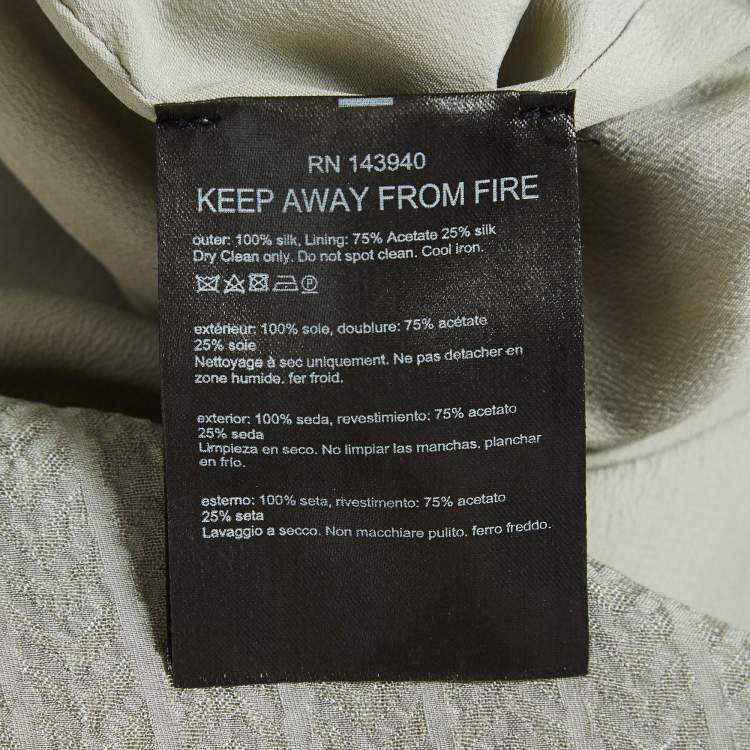 RN 143940
KEEP AWAY FROM FIRE
outer: 100% silk, Lining: 75% Acetate 25% silk
Dry Clean only. Do not spot clean. Cool iron.
P
extérieur: 100% soie, doublure: 75% acétate
25% soie
Nettoyage à sec uniquement. Ne pas detacher en
zone humide. fer froid.
exterior: 100% seda, revestimiento: 75% acetato
25% seda
Limpieza en seco. No limpiar las manchas. planchar
en frio.
esterno: 100% seta, rivestimento: 75% acetato
25% seta
Lavaggio a secco. Non macchiare pulito. ferro freddo.